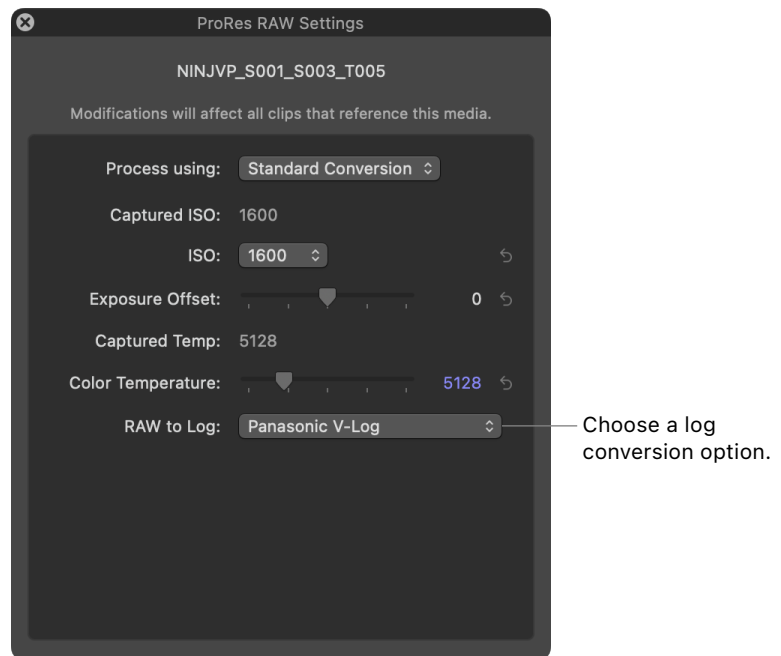 ProRes RAW Settings
NINJVP_S001_S003_T005
Modifications will affect all clips that reference this media.
Process using: Standard Conversion
Captured ISO: 1600
ISO: 1600
Exposure Offset: 0
Captured Temp: 5128
Color Temperature: 5128
RAW to Log: Panasonic V-Log
Choose a log
conversion option.